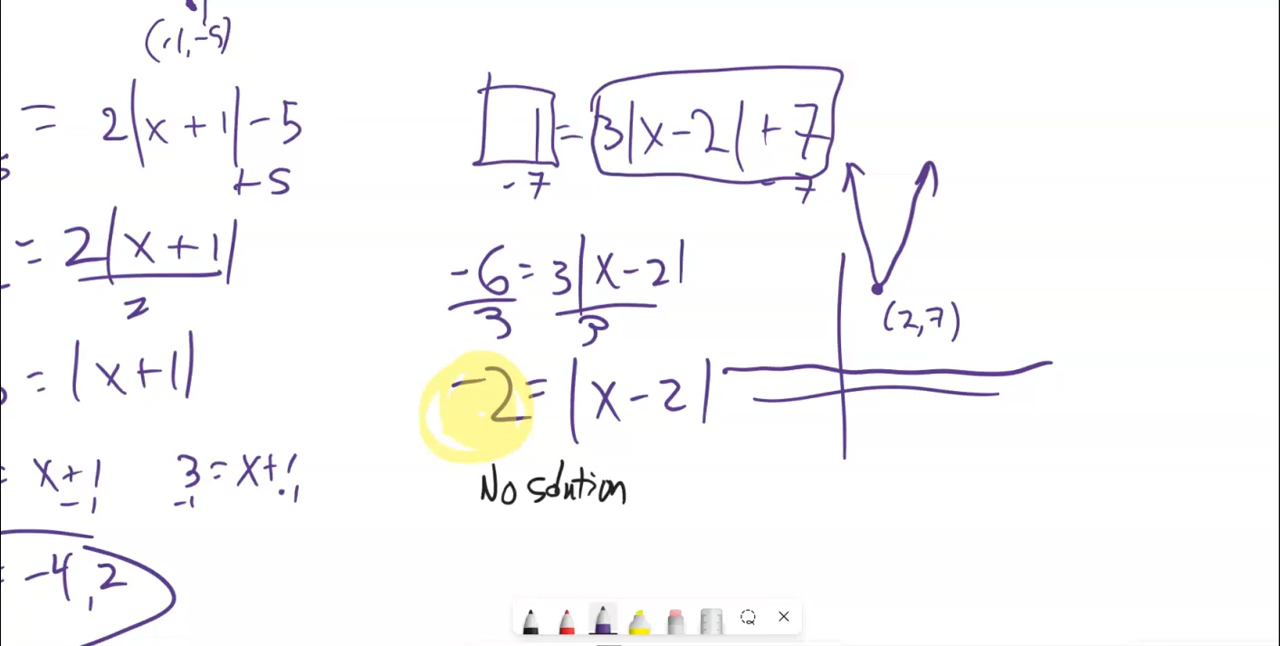 (-1,-5)
= 2|x+1|-5
+5
= 2|x+1|
2
= |x+1|
= x+1   3=x+1
-1   -1   -1
= -4,2
1=3|x-2|+7
-7   -7
-6=3|x-2|
3   3
-2=|x-2|
No solution
(2,7)